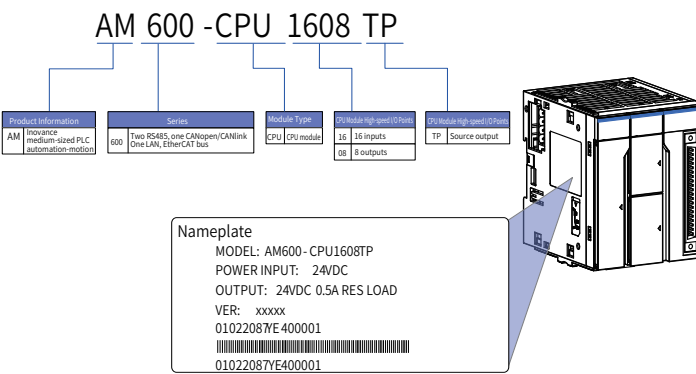 AM 600 -CPU 1608 TP
Product Information
AM Inovance
medium-sized PLC
automation-motion
Series
600 Two RS485, one CANopen/CANlink
One LAN, EtherCAT bus
Module Type
CPU CPU module
CPU Module High-speed I/O Points
16 16 inputs
08 8 outputs
CPU Module High-speed I/O Points
TP Source output
Nameplate
MODEL: AM600-CPU1608TP
POWER INPUT: 24VDC
OUTPUT: 24VDC 0.5A RES LOAD
VER: xxxxx
01022087YE400001
01022087YE400001